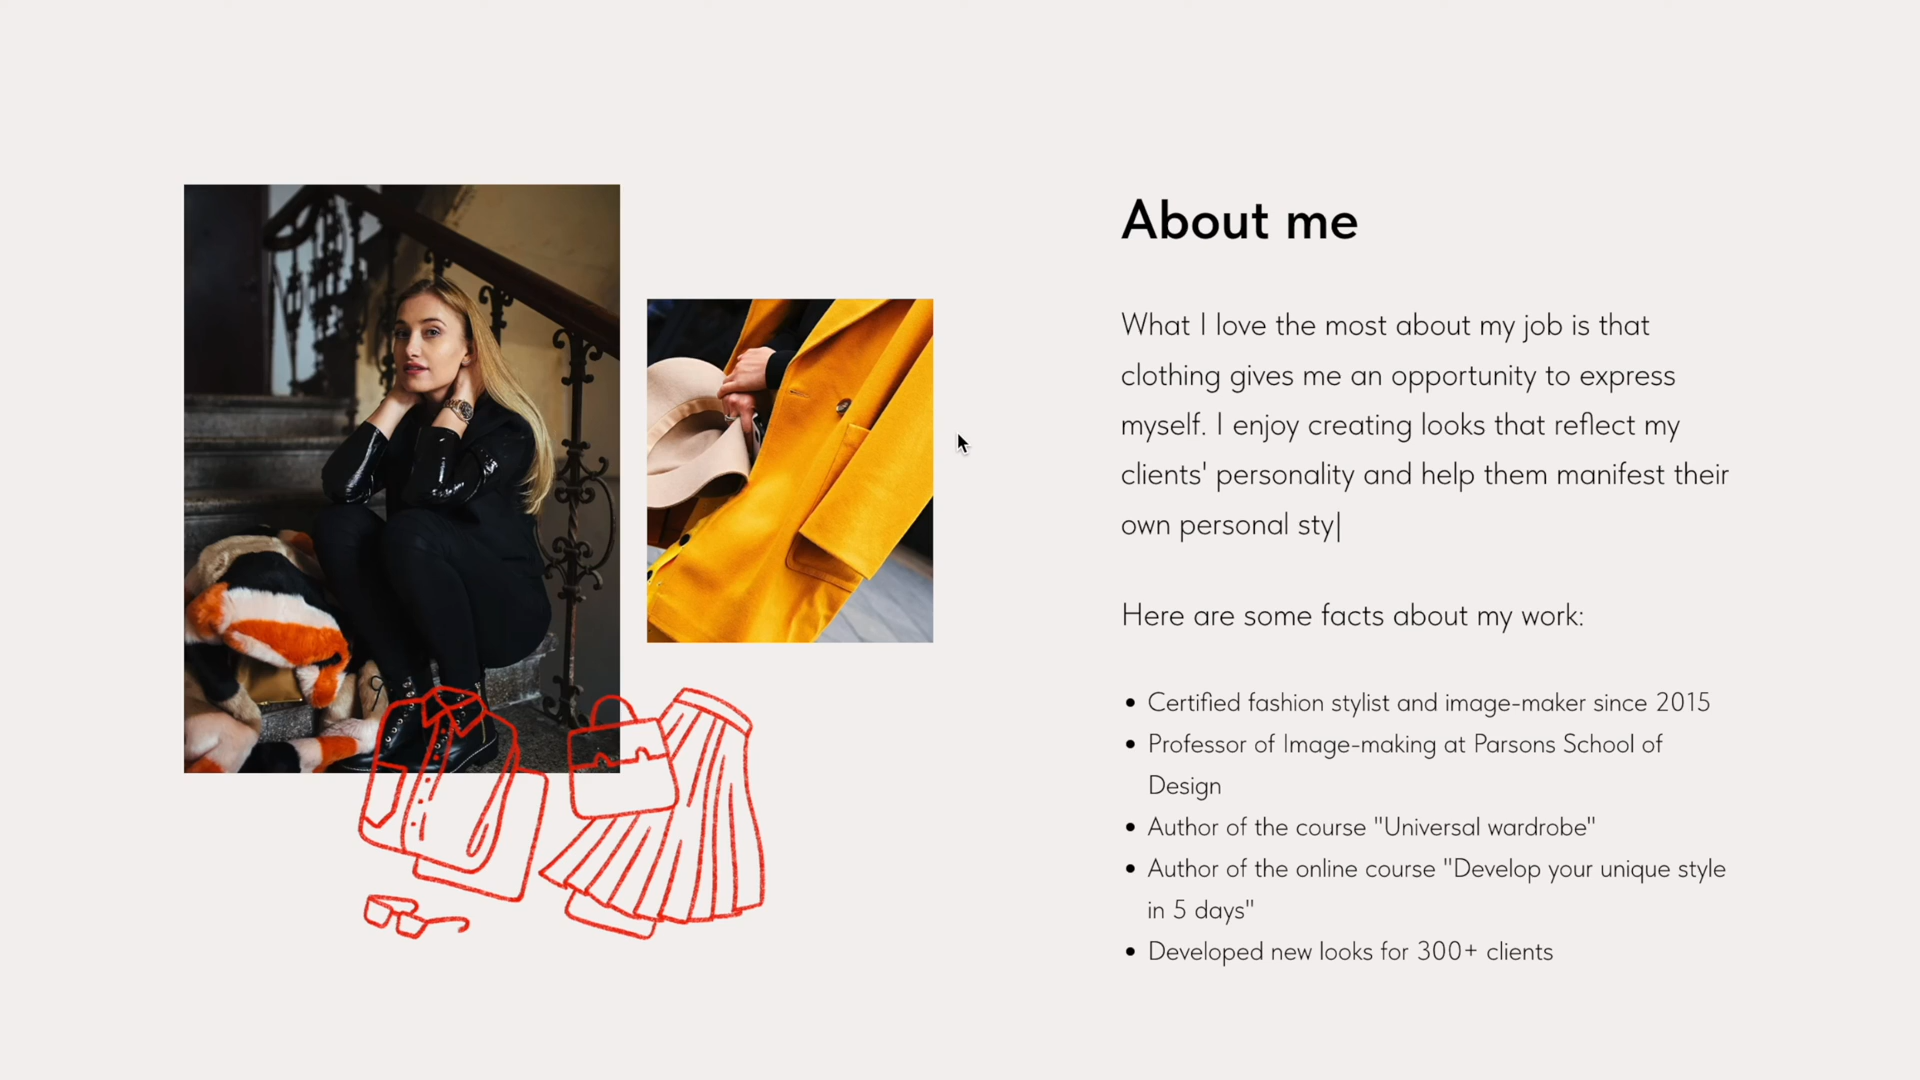 About me
What I love the most about my job is that
clothing gives me an opportunity to express
myself. I enjoy creating looks that reflect my
clients' personality and help them manifest their
own personal sty
Here are some facts about my work:
• Certified fashion stylist and image-maker since 2015
• Professor of Image-making at Parsons School of
Design
• Author of the course "Universal wardrobe"
• Author of the online course "Develop your unique style
in 5 days"
• Developed new looks for 300+ clients